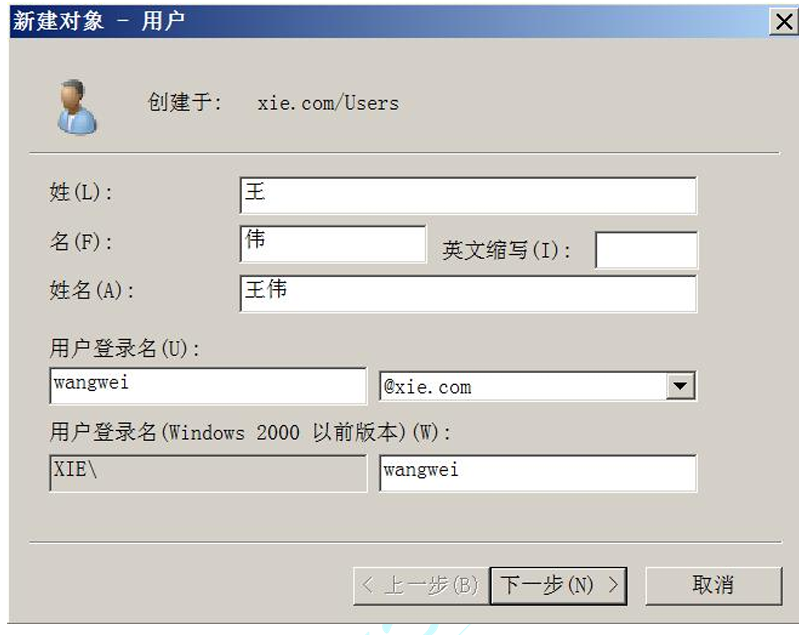 新建对象 - 用户
创建于: xie.com/Users
姓(L): 王
名(F): 伟 英文缩写(I):
姓名(A): 王伟
用户登录名(U):
wangwei @xie.com
用户登录名(Windows 2000 以前版本)(W):
XIE\ wangwei
< 上一步(B) 下一步(N) > 取消